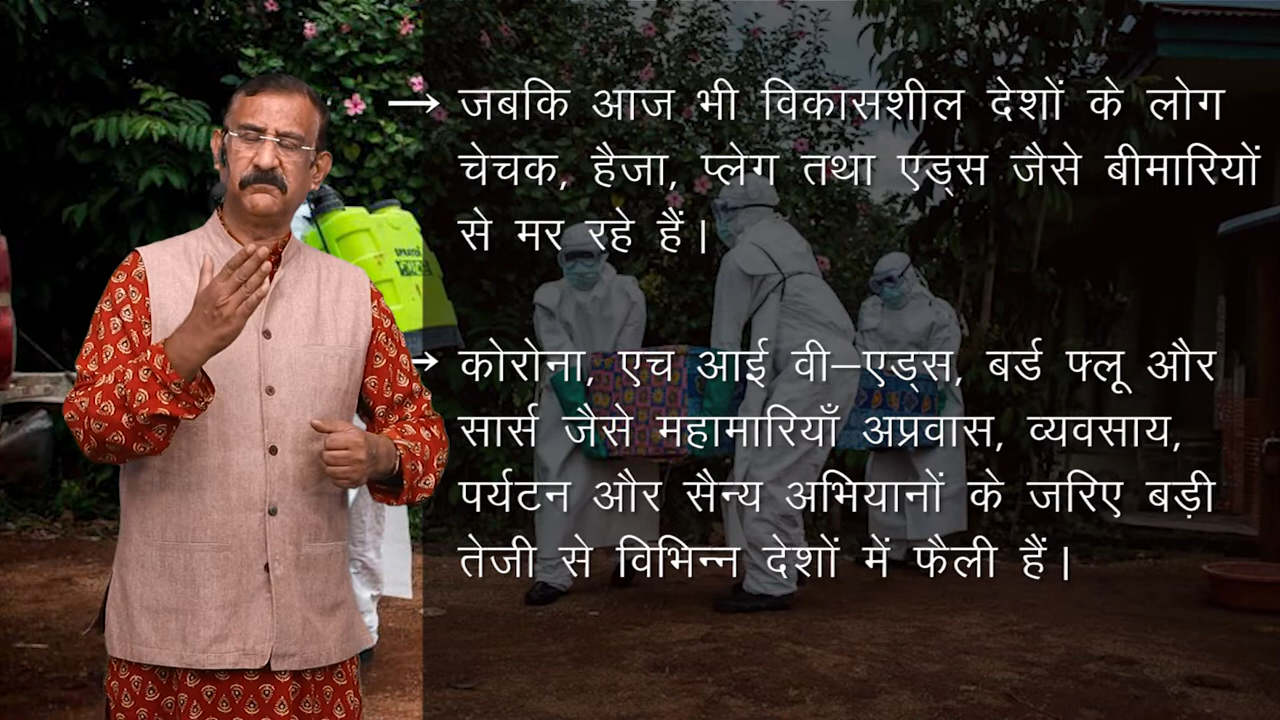 → जबकि आज भी विकासशील देशों के लोग
चेचक, हैजा, प्लेग तथा एड्स जैसे बीमारियों
से मर रहे हैं।
→ कोरोना, एच आई वी–एड्स, बर्ड फ्लू और
सार्स जैसे महामारियाँ अप्रवास, व्यवसाय,
पर्यटन और सैन्य अभियानों के जरिए बड़ी
तेजी से विभिन्न देशों में फैली हैं।